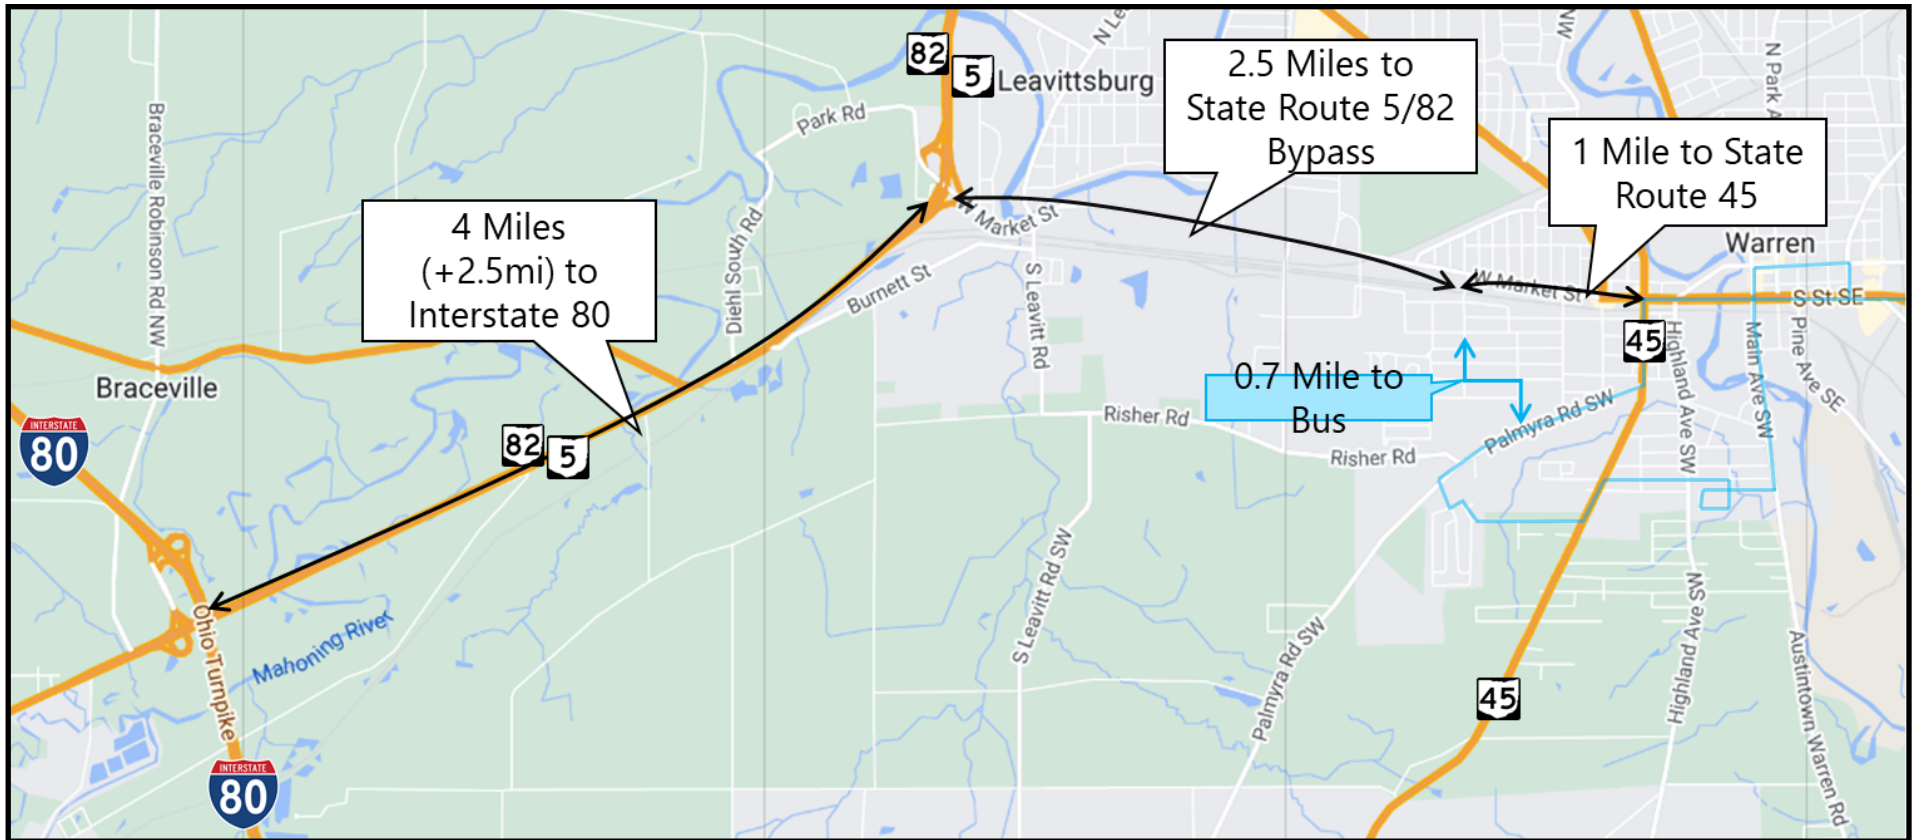 N Le
NW
N Park A
82
5
Leavittsburg
2.5 Miles to
State Route 5/82
Bypass
1 Mile to State
Route 45
Braceville Robinson Rd NW
Park Rd
Warren
4 Miles
(+2.5mi) to
Interstate 80
Diehl South Rd
W Market St
Burnett St
S Leavitt Rd
W Market St
S St SE
45
Highland Ave SW
Main Ave SW
S Pine Ave SE
Braceville
0.7 Mile to
Bus
Risher Rd
Palmyra Rd SW
INTERSTATE
80
82
5
Risher Rd
S Leavitt Rd SW
Ohio Turnpike
Mahoning River
Palmyra Rd SW
Highland Ave SW
Austintown Warren Rd
45
INTERSTATE
80